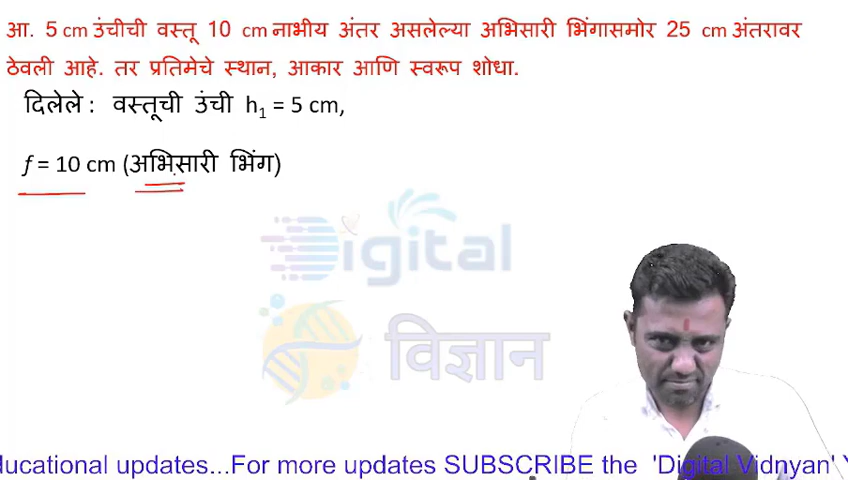 आ. 5 cm उंचीची वस्तू 10 cm नाभीय अंतर असलेल्या अभिसारी भिंगासमोर 25 cm अंतरावर
ठेवली आहे. तर प्रतिमेचे स्थान, आकार आणि स्वरूप शोधा.
दिलेले : वस्तूची उंची h₁ = 5 cm,
f = 10 cm (अभिसारी भिंग)
Digital
विज्ञान
ducational updates...For more updates SUBSCRIBE the 'Digital Vidnyan' Y